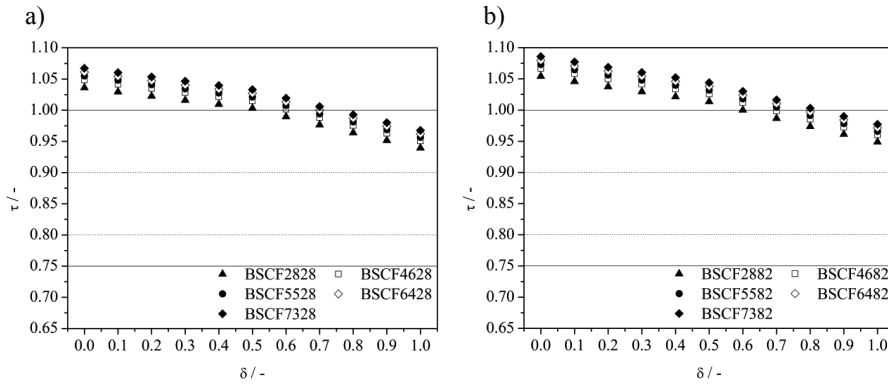 a)
1.10
1.05
1.00
0.95
0.90
0.85
0.80
0.75
0.70
0.65
τ / -
BSCF2828
BSCF5528
BSCF7328
BSCF4628
BSCF6428
0.0 0.1 0.2 0.3 0.4 0.5 0.6 0.7 0.8 0.9 1.0
δ / -
b)
1.10
1.05
1.00
0.95
0.90
0.85
0.80
0.75
0.70
0.65
τ / -
BSCF2882
BSCF5582
BSCF7382
BSCF4682
BSCF6482
0.0 0.1 0.2 0.3 0.4 0.5 0.6 0.7 0.8 0.9 1.0
δ / -